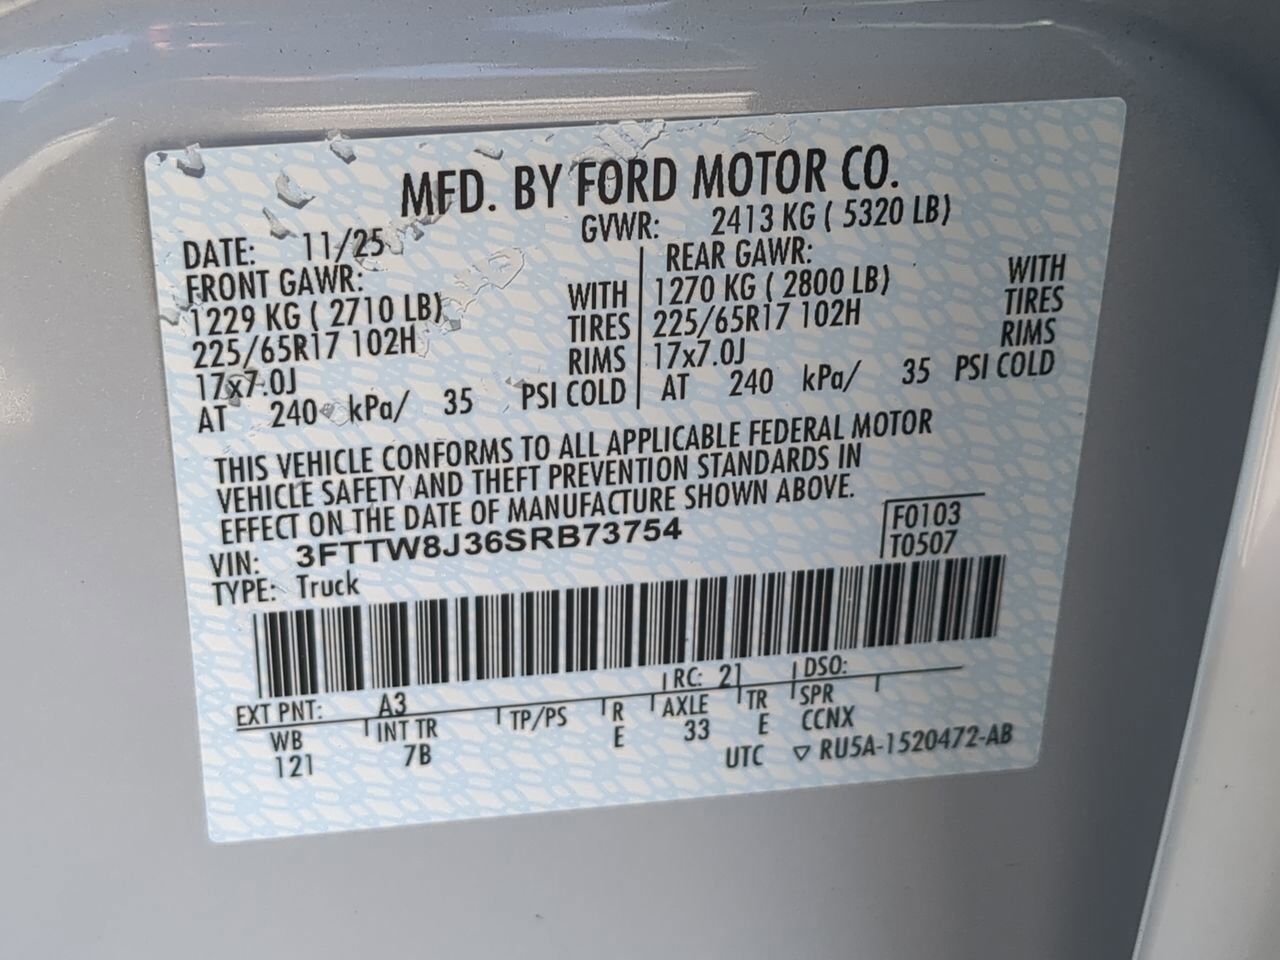 MFD. BY FORD MOTOR CO.
DATE: 11/25 GVWR: 2413 KG ( 5320 LB)
FRONT GAWR: REAR GAWR:
1229 KG ( 2710 LB) WITH 1270 KG ( 2800 LB) WITH
225/65R17 102H TIRES 225/65R17 102H TIRES
17x7.0J RIMS 17x7.0J RIMS
AT 240 kPa/ 35 PSI COLD AT 240 kPa/ 35 PSI COLD
THIS VEHICLE CONFORMS TO ALL APPLICABLE FEDERAL MOTOR
VEHICLE SAFETY AND THEFT PREVENTION STANDARDS IN
EFFECT ON THE DATE OF MANUFACTURE SHOWN ABOVE.
VIN: 3FTTW8J36SRB73754 F0103
TYPE: Truck T0507
EXT PNT: A3 RC: 21 DSO:
WB INT TR TP/PS R AXLE TR SPR
121 7B E 33 E CCNX
UTC ▽ RU5A-1520472-AB